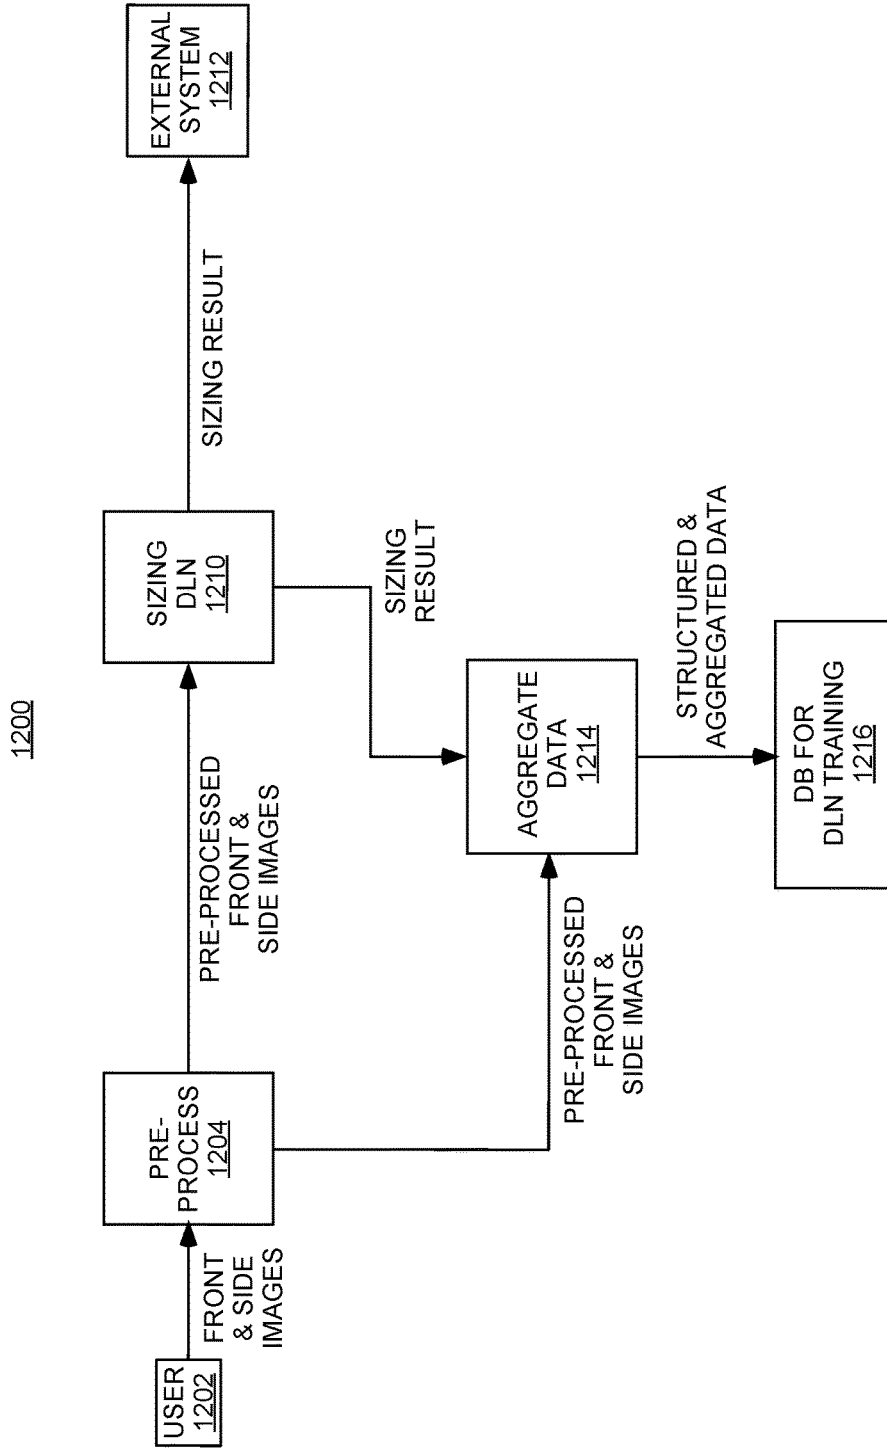 1200
USER
1202
FRONT
& SIDE
IMAGES
PRE-
PROCESS
1204
PRE-PROCESSED
FRONT &
SIDE IMAGES
SIZING
DLN
1210
SIZING RESULT
EXTERNAL
SYSTEM
1212
PRE-PROCESSED
FRONT &
SIDE IMAGES
SIZING
RESULT
AGGREGATE
DATA
1214
STRUCTURED &
AGGREGATED DATA
DB FOR
DLN TRAINING
1216